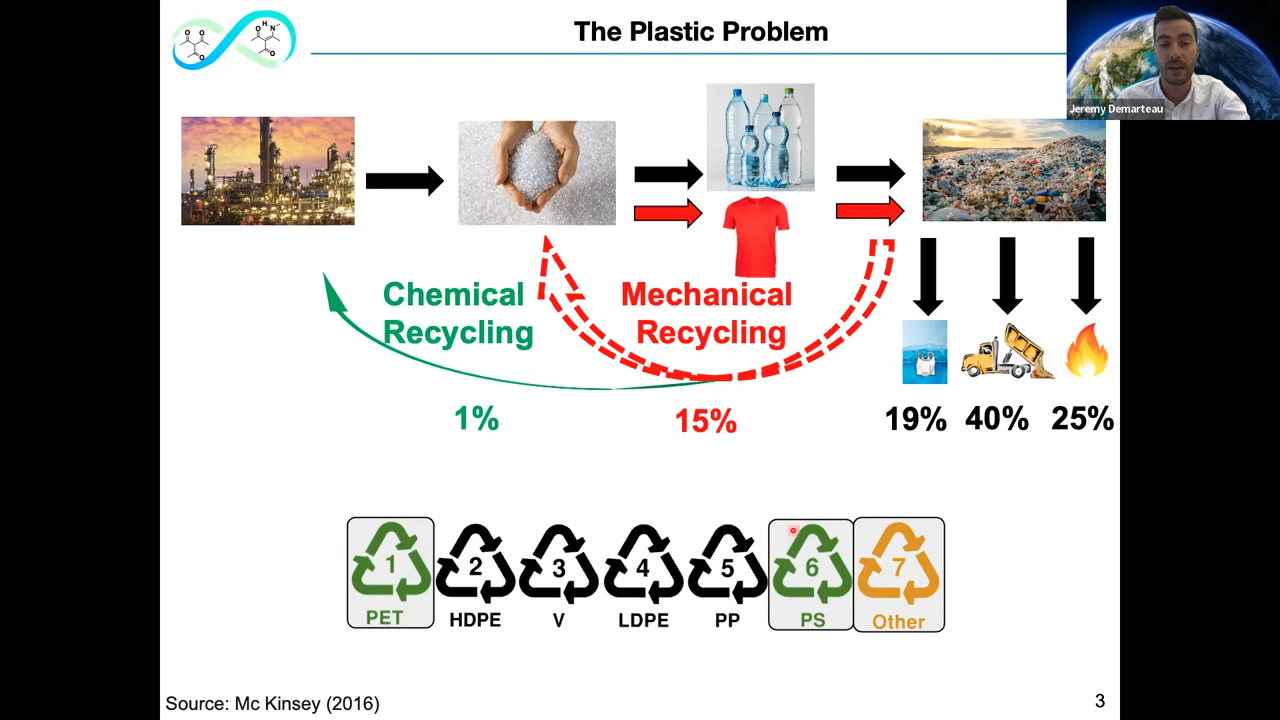 The Plastic Problem
Jeremy Demarteau
O
O
O
O
H
N
O
Chemical
Recycling
Mechanical
Recycling
1%
15%
19%
40%
25%
1
PET
2
HDPE
3
V
4
LDPE
5
PP
6
PS
7
Other
Source: Mc Kinsey (2016)
3